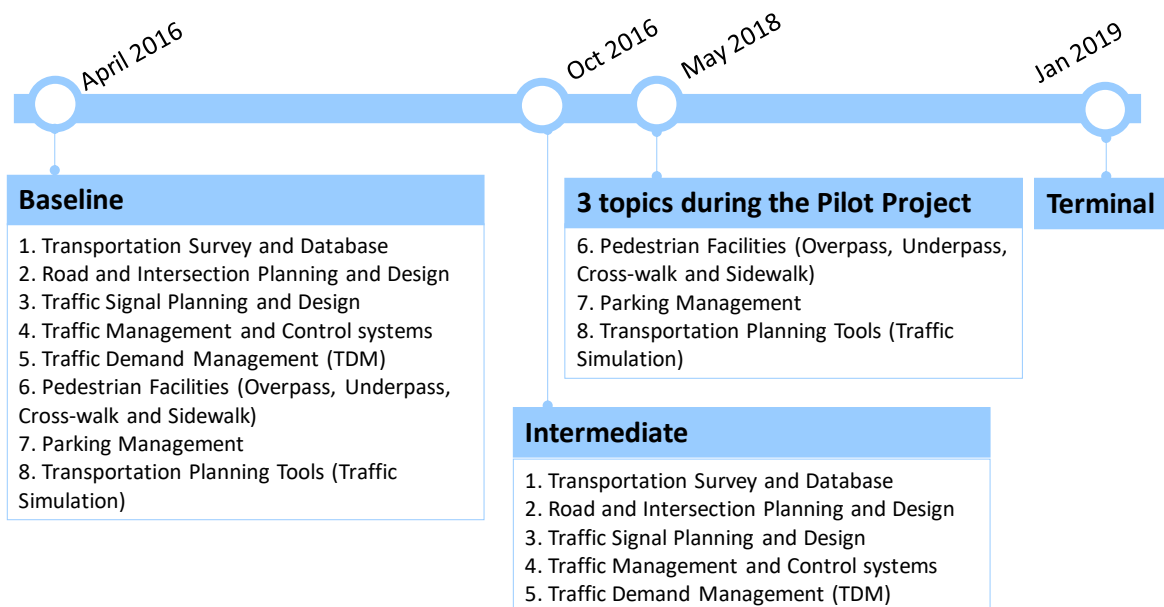 April 2016
Oct 2016
May 2018
Jan 2019
Baseline
1. Transportation Survey and Database
2. Road and Intersection Planning and Design
3. Traffic Signal Planning and Design
4. Traffic Management and Control systems
5. Traffic Demand Management (TDM)
6. Pedestrian Facilities (Overpass, Underpass,
Cross-walk and Sidewalk)
7. Parking Management
8. Transportation Planning Tools (Traffic
Simulation)
3 topics during the Pilot Project
6. Pedestrian Facilities (Overpass, Underpass,
Cross-walk and Sidewalk)
7. Parking Management
8. Transportation Planning Tools (Traffic
Simulation)
Terminal
Intermediate
1. Transportation Survey and Database
2. Road and Intersection Planning and Design
3. Traffic Signal Planning and Design
4. Traffic Management and Control systems
5. Traffic Demand Management (TDM)